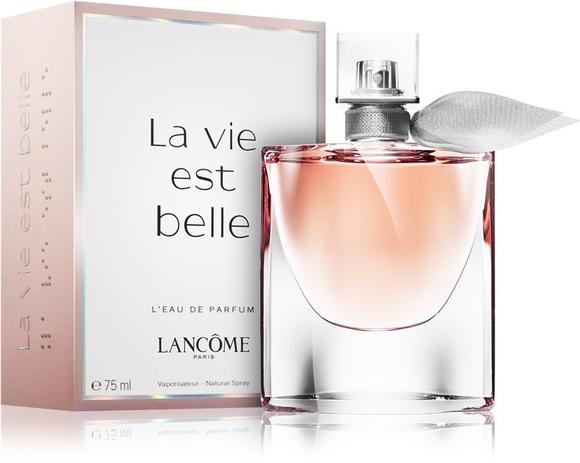 La vie est belle
La vie
est
belle
L'EAU DE PARFUM
LANCÔME
PARIS
e 75 ml
Vaporisateur - Natural Spray